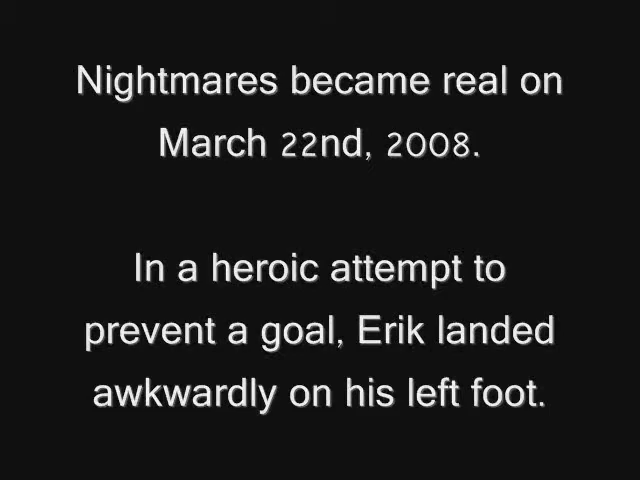 Nightmares became real on
March 22nd, 2008.
In a heroic attempt to
prevent a goal, Erik landed
awkwardly on his left foot.